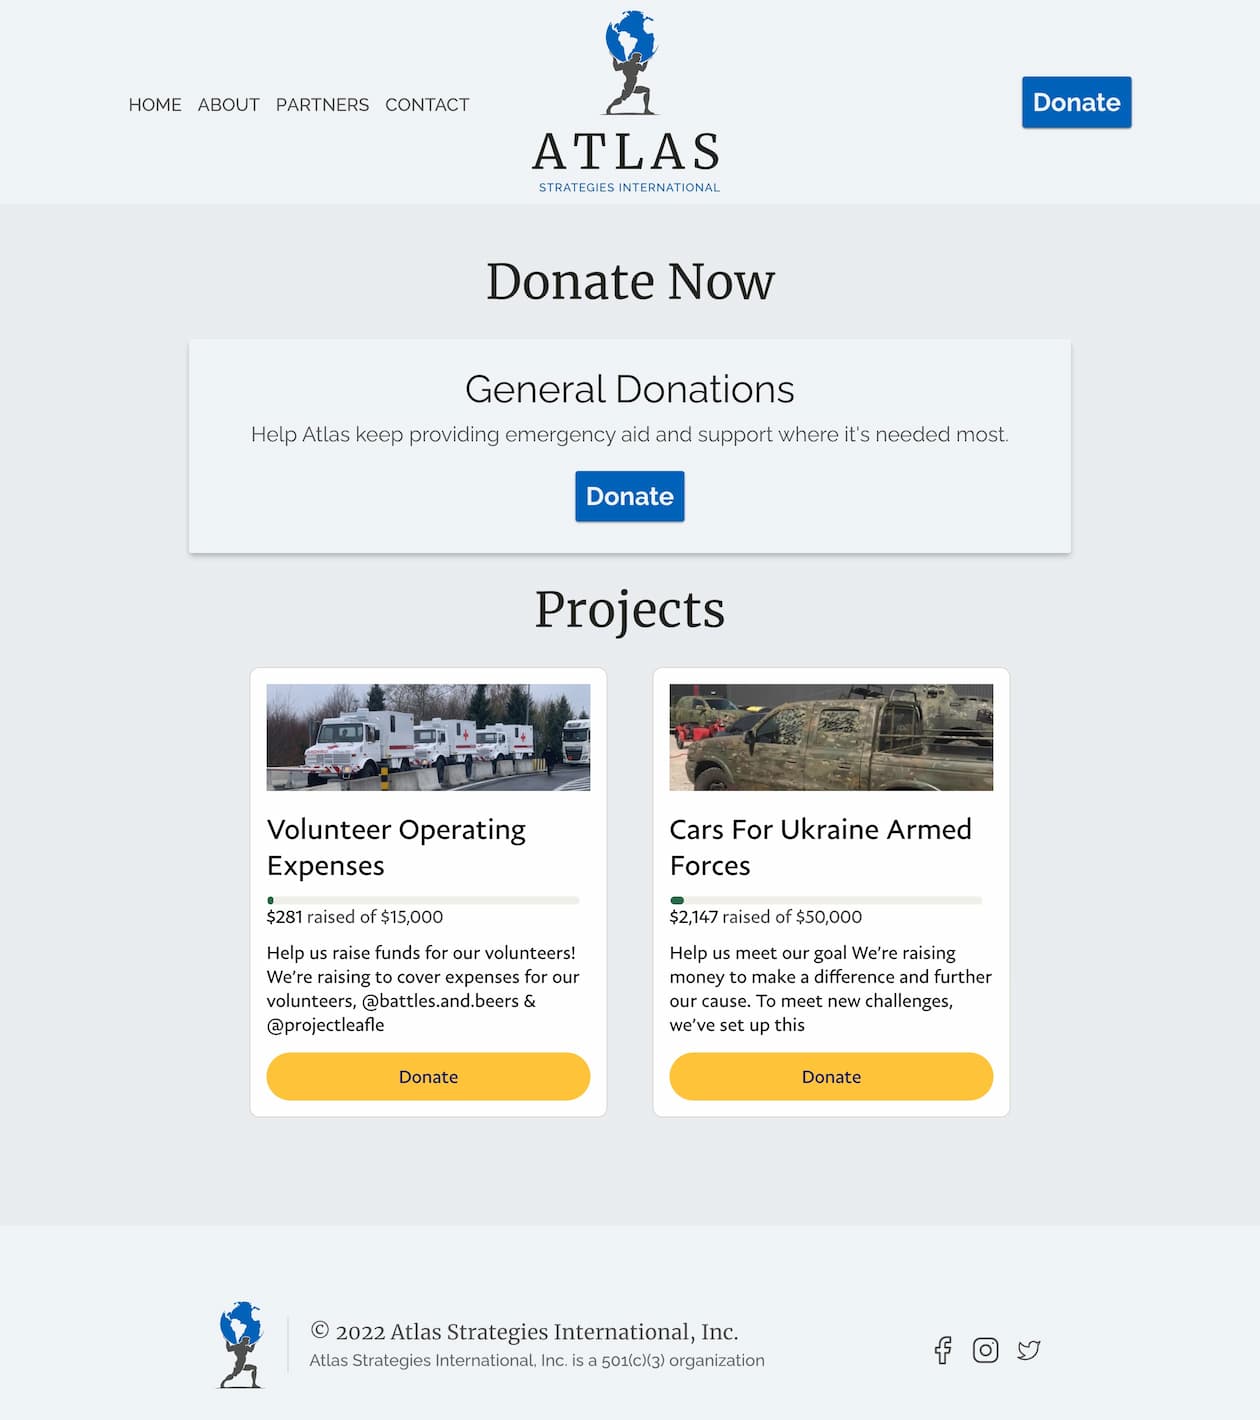 HOME ABOUT PARTNERS CONTACT
ATLAS
STRATEGIES INTERNATIONAL
Donate
Donate Now
General Donations
Help Atlas keep providing emergency aid and support where it's needed most.
Donate
Projects
Volunteer Operating
Expenses
$281 raised of $15,000
Help us raise funds for our volunteers!
We’re raising to cover expenses for our
volunteers, @battles.and.beers &
@projectleafle
Donate
Cars For Ukraine Armed
Forces
$2,147 raised of $50,000
Help us meet our goal We’re raising
money to make a difference and further
our cause. To meet new challenges,
we’ve set up this
Donate
© 2022 Atlas Strategies International, Inc.
Atlas Strategies International, Inc. is a 501(c)(3) organization